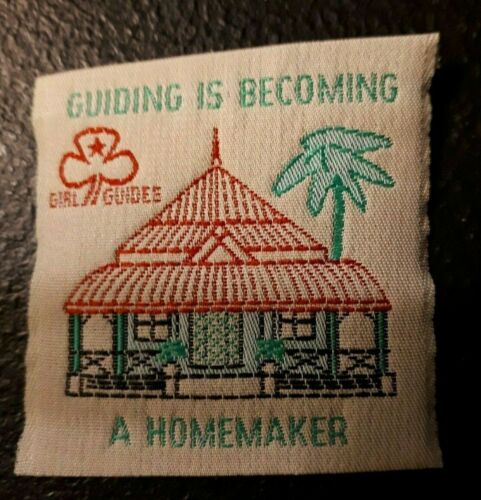 GUIDING IS BECOMING
GIRL GUIDES
A HOMEMAKER